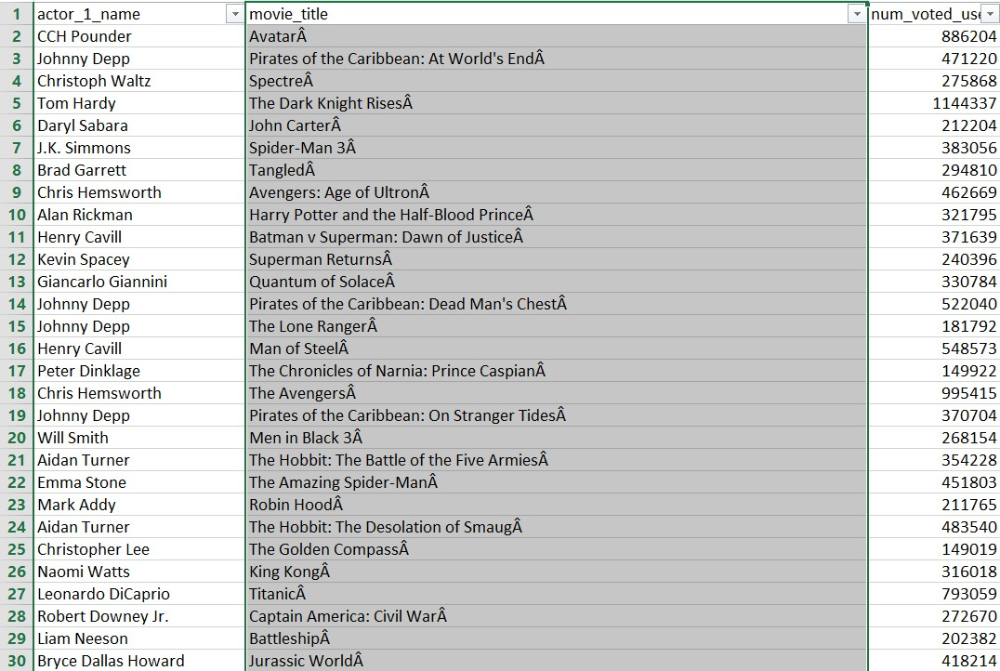 1 actor_1_name movie_title num_voted_use
2 CCH Pounder AvatarÂ 886204
3 Johnny Depp Pirates of the Caribbean: At World's EndÂ 471220
4 Christoph Waltz SpectreÂ 275868
5 Tom Hardy The Dark Knight RisesÂ 1144337
6 Daryl Sabara John CarterÂ 212204
7 J.K. Simmons Spider-Man 3Â 383056
8 Brad Garrett TangledÂ 294810
9 Chris Hemsworth Avengers: Age of UltronÂ 462669
10 Alan Rickman Harry Potter and the Half-Blood PrinceÂ 321795
11 Henry Cavill Batman v Superman: Dawn of JusticeÂ 371639
12 Kevin Spacey Superman ReturnsÂ 240396
13 Giancarlo Giannini Quantum of SolaceÂ 330784
14 Johnny Depp Pirates of the Caribbean: Dead Man's ChestÂ 522040
15 Johnny Depp The Lone RangerÂ 181792
16 Henry Cavill Man of SteelÂ 548573
17 Peter Dinklage The Chronicles of Narnia: Prince CaspianÂ 149922
18 Chris Hemsworth The AvengersÂ 995415
19 Johnny Depp Pirates of the Caribbean: On Stranger TidesÂ 370704
20 Will Smith Men in Black 3Â 268154
21 Aidan Turner The Hobbit: The Battle of the Five ArmiesÂ 354228
22 Emma Stone The Amazing Spider-ManÂ 451803
23 Mark Addy Robin HoodÂ 211765
24 Aidan Turner The Hobbit: The Desolation of SmaugÂ 483540
25 Christopher Lee The Golden CompassÂ 149019
26 Naomi Watts King KongÂ 316018
27 Leonardo DiCaprio TitanicÂ 793059
28 Robert Downey Jr. Captain America: Civil WarÂ 272670
29 Liam Neeson BattleshipÂ 202382
30 Bryce Dallas Howard Jurassic WorldÂ 418214